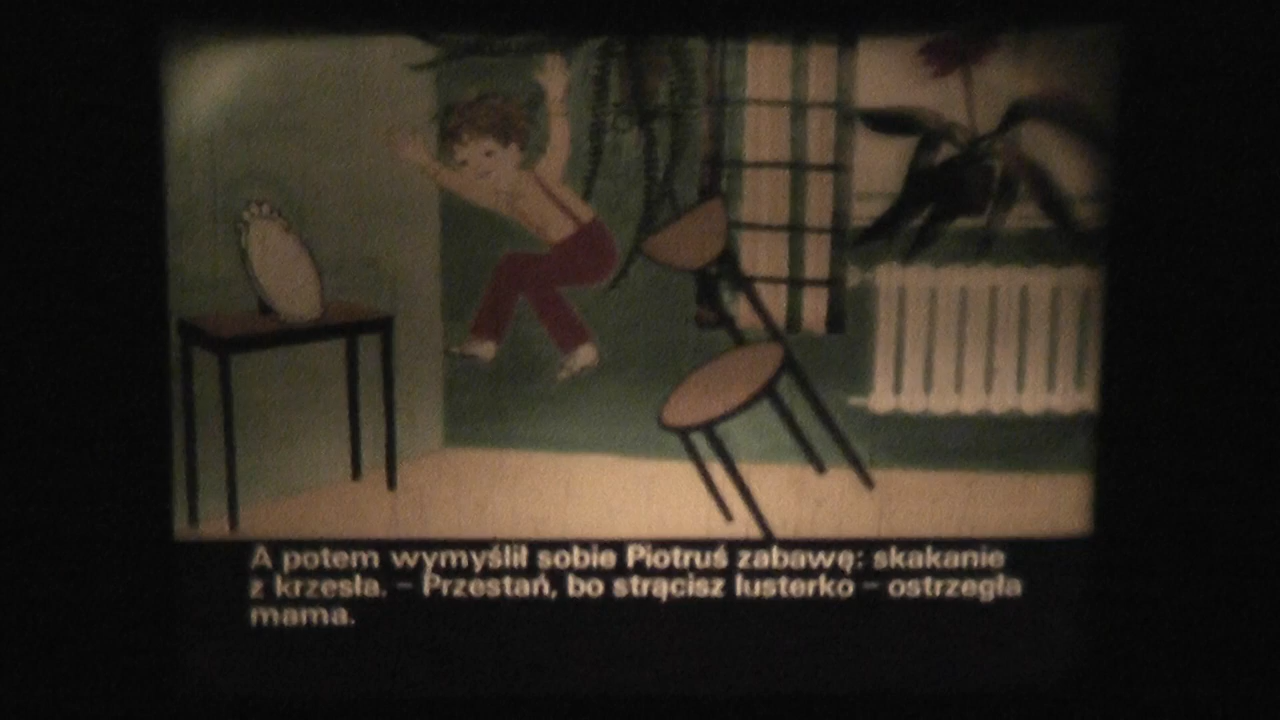 A potem wymyślił sobie Piotruś zabawę: skakanie
z krzesła. – Przestań, bo strącisz lusterko – ostrzegła
mama.